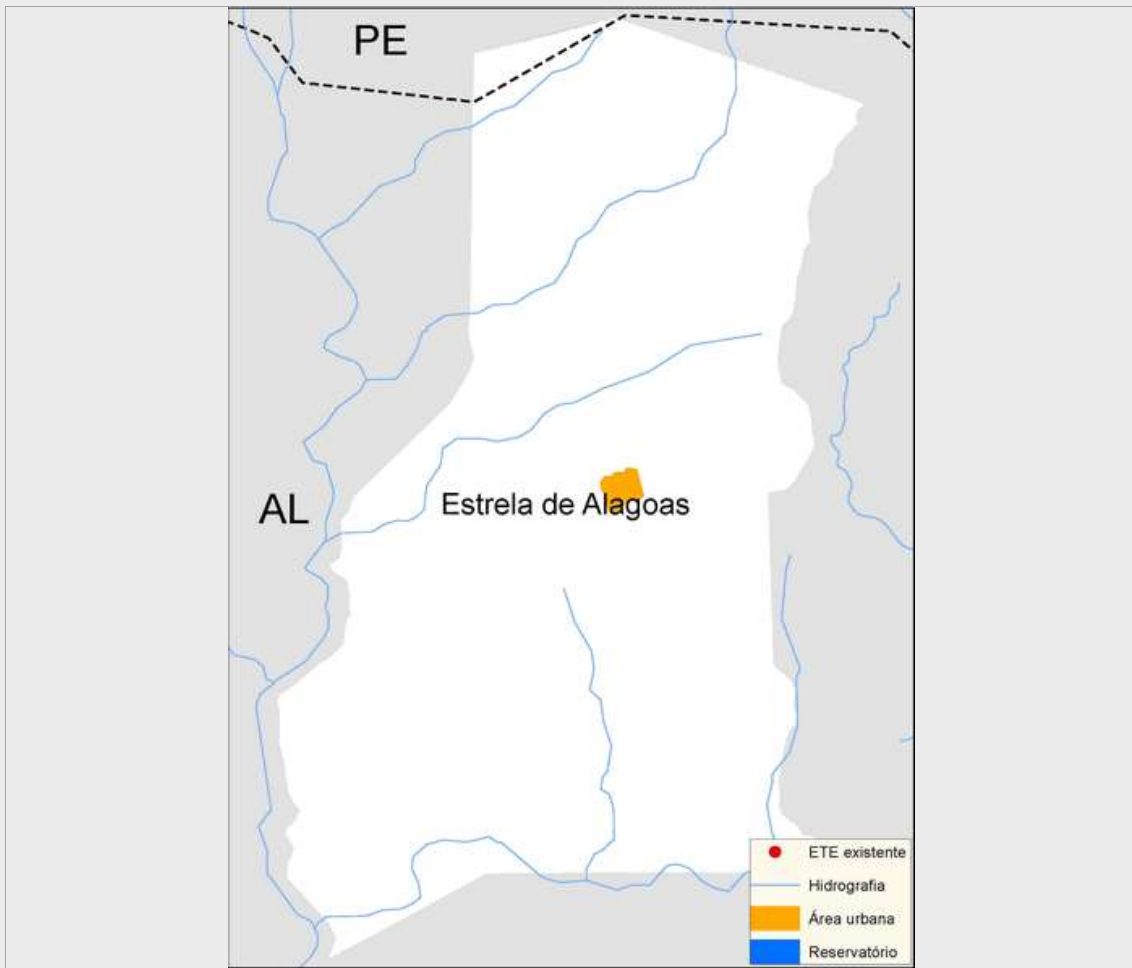 PE
AL
Estrela de Alagoas
ETE existente
Hidrografia
Área urbana
Reservatório